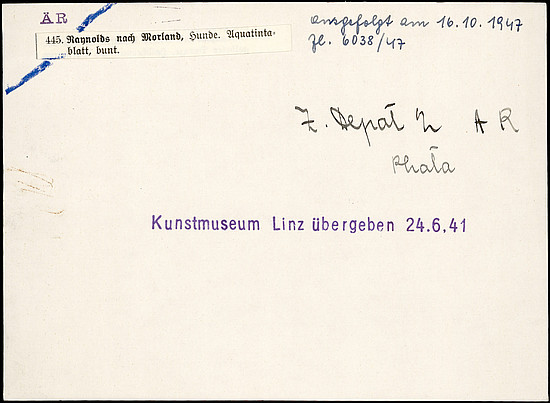 ÄR
445. Raynolds nach Morland, Hunde. Aquatinta-
blatt, bunt.
ausgefolgt am 16.10.1947
Zl. 6038/47
Z. Depot AR
Kunstmuseum Linz übergeben 24.6.41